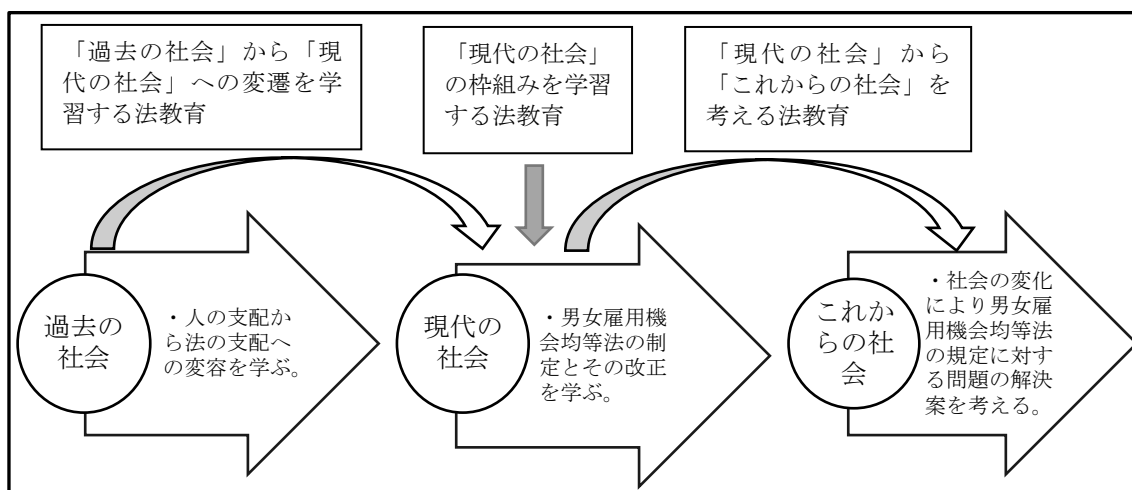 「過去の社会」から「現
代の社会」への変遷を学
習する法教育
「現代の社会」
の枠組みを学習
する法教育
「現代の社会」から
「これからの社会」を
考える法教育
過去の
社会
・人の支配か
ら法の支配へ
の変容を学ぶ。
現代の
社会
・男女雇用機
会均等法の制
定とその改正
を学ぶ。
これか
らの社
会
・社会の変化
により男女雇
用機会均等法
の規定に対す
る問題の解決
案を考える。